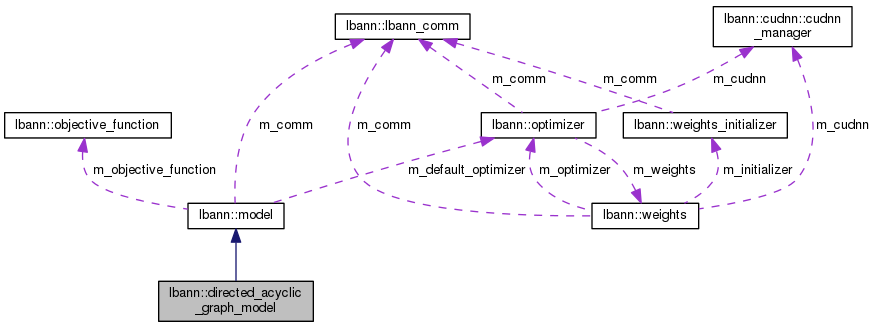 lbann::lbann_comm
lbann::cudnn::cudnn
_manager
m_comm
m_comm
m_cudnn
lbann::objective_function
m_comm
m_comm
lbann::optimizer
lbann::weights_initializer
m_cudnn
m_objective_function
m_default_optimizer
m_optimizer
m_weights
m_initializer
lbann::model
lbann::weights
lbann::directed_acyclic
_graph_model